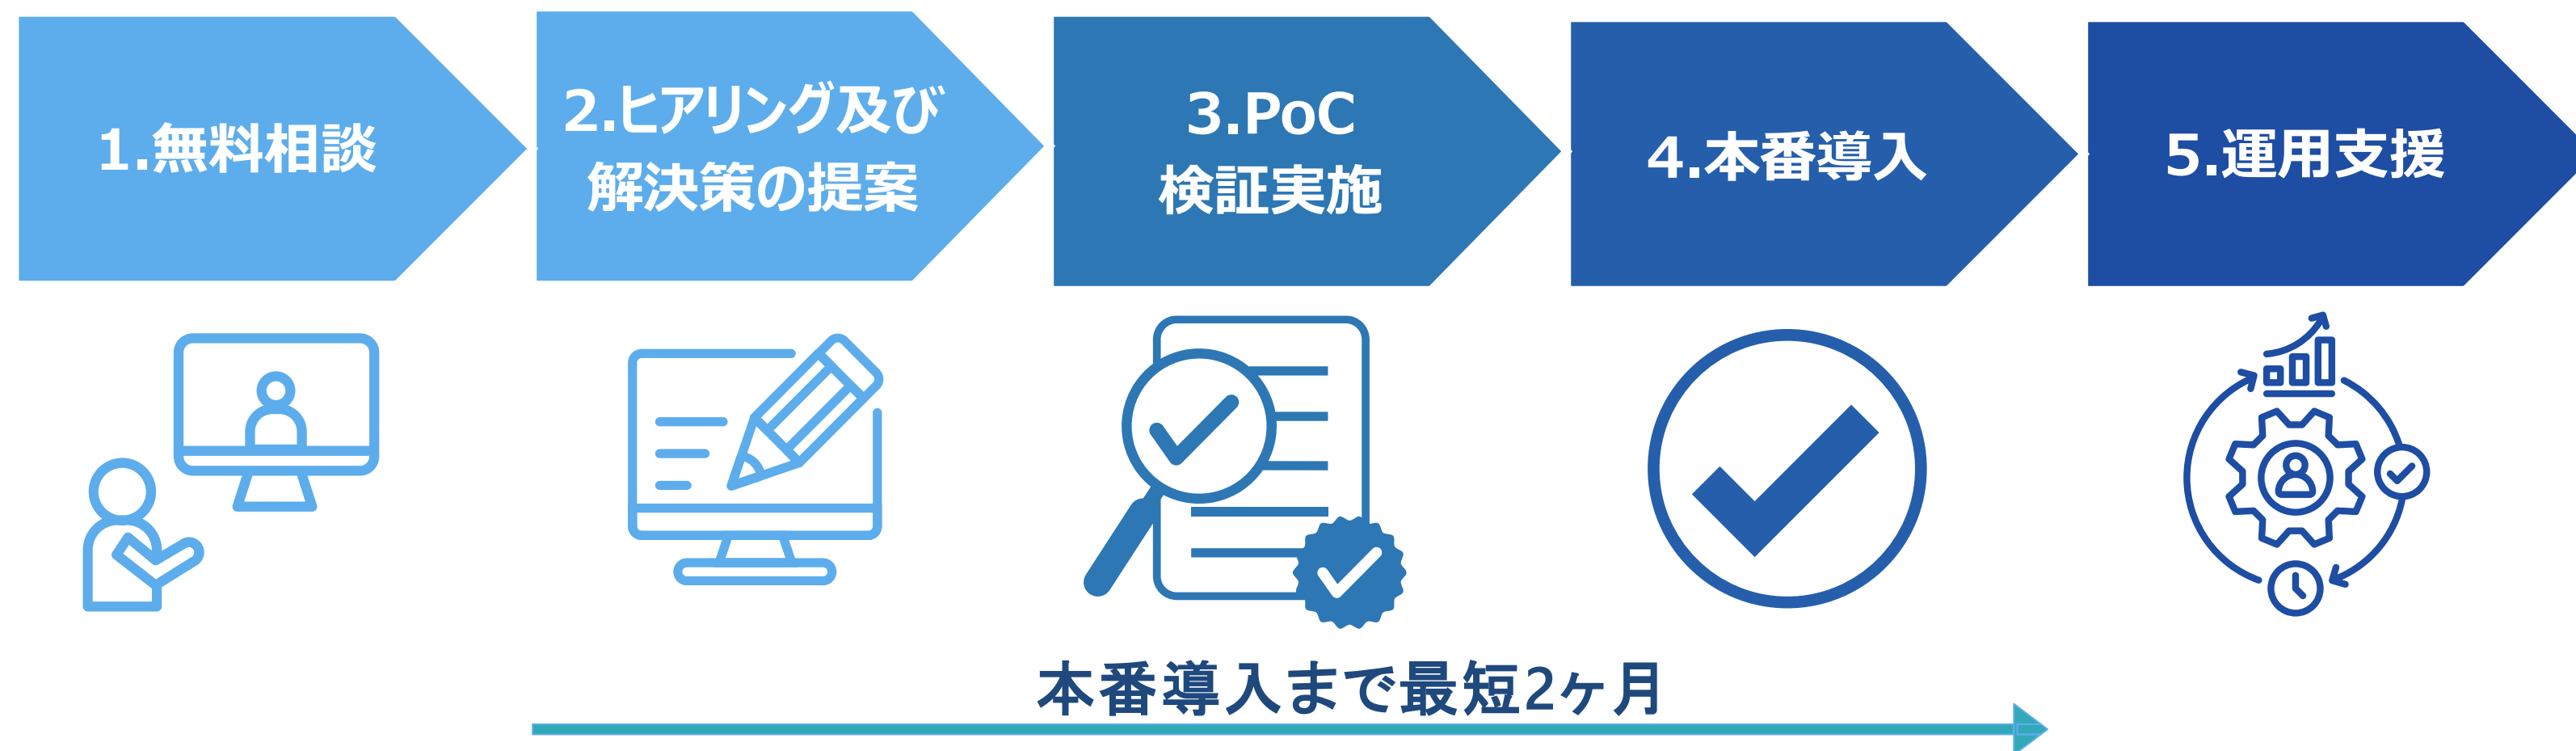 1.無料相談
2.ヒアリング及び
解決策の提案
3.PoC
検証実施
4.本番導入
5.運用支援
本番導入まで最短2ヶ月